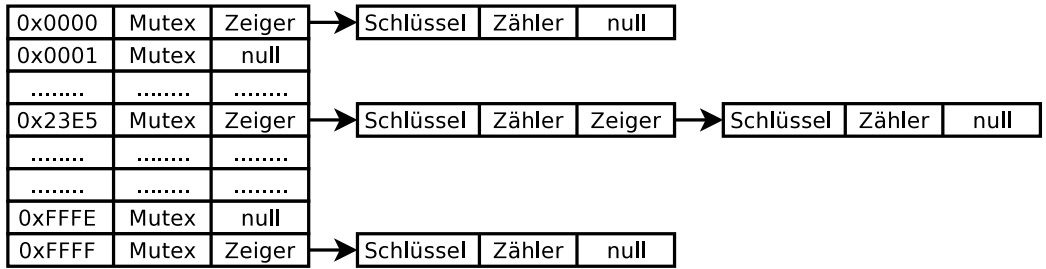 0x0000 Mutex Zeiger Schlüssel Zähler null
0x0001 Mutex null
........ ........ ........
0x23E5 Mutex Zeiger Schlüssel Zähler Zeiger Schlüssel Zähler null
........ ........ ........
........ ........ ........
0xFFFE Mutex null
0xFFFF Mutex Zeiger Schlüssel Zähler null